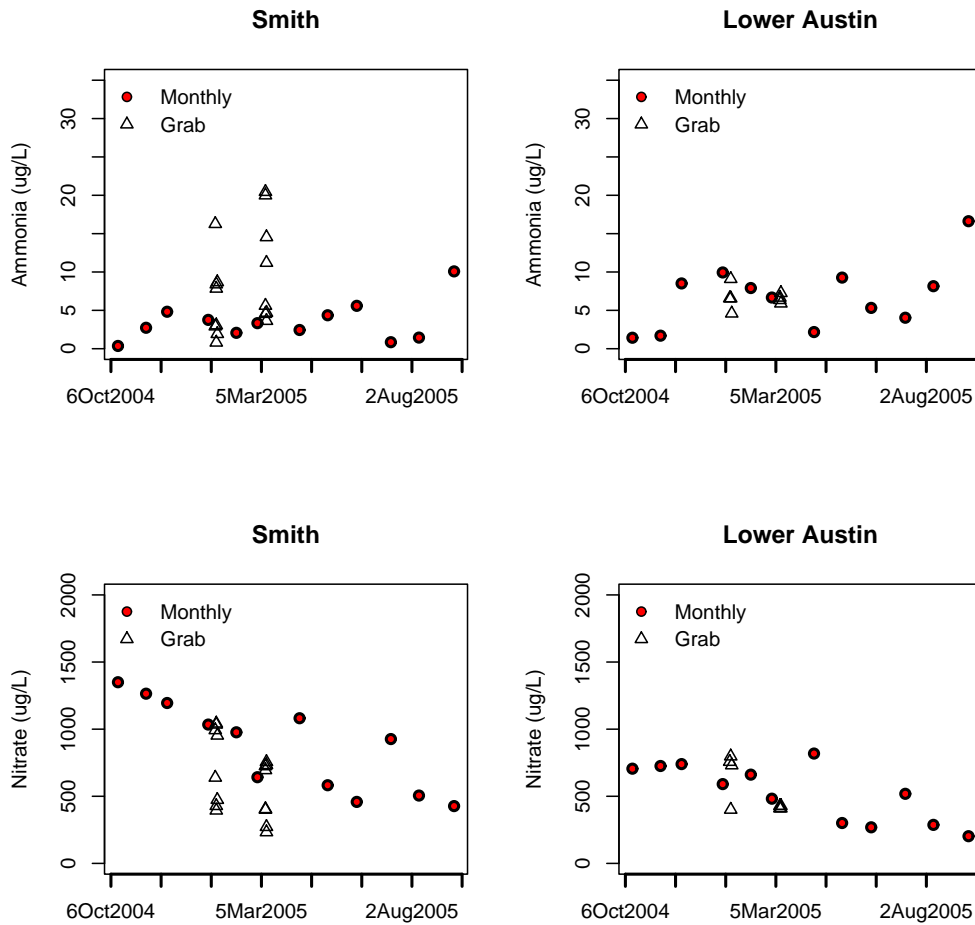 Smith
Ammonia (ug/L)
0
5
10
20
30
Monthly
Grab
6Oct2004
5Mar2005
2Aug2005
Lower Austin
Ammonia (ug/L)
0
5
10
20
30
Monthly
Grab
6Oct2004
5Mar2005
2Aug2005
Smith
Nitrate (ug/L)
0
500
1000
1500
2000
Monthly
Grab
6Oct2004
5Mar2005
2Aug2005
Lower Austin
Nitrate (ug/L)
0
500
1000
1500
2000
Monthly
Grab
6Oct2004
5Mar2005
2Aug2005